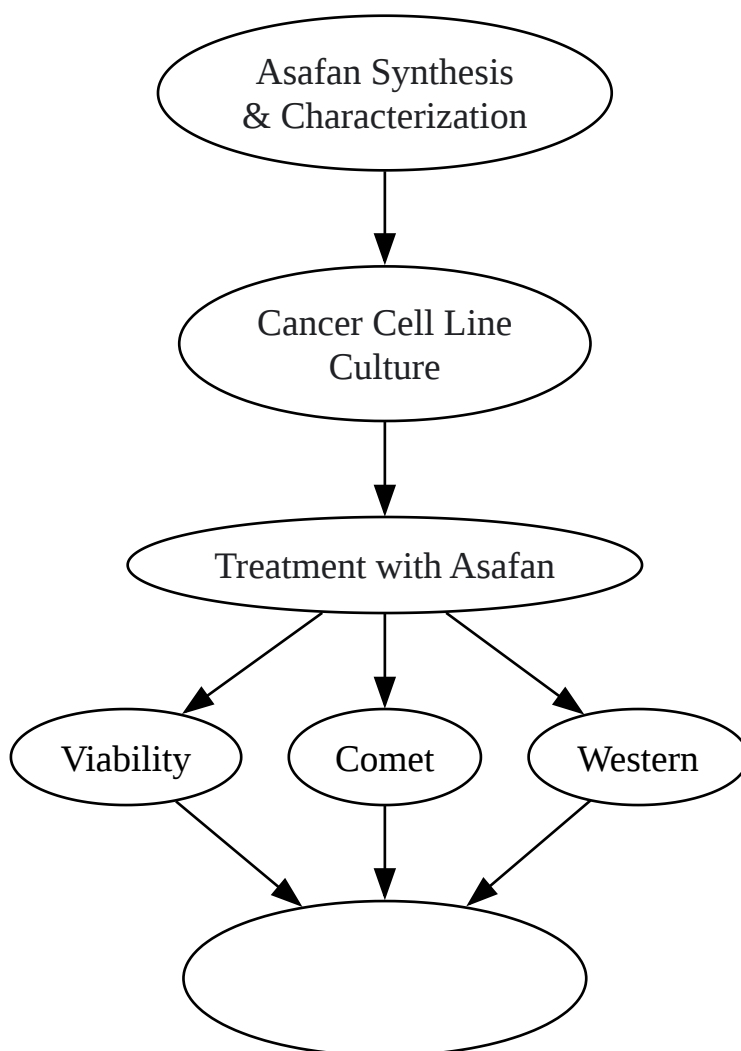 Asafan Synthesis
& Characterization
Cancer Cell Line
Culture
Treatment with Asafan
Viability
Comet
Western